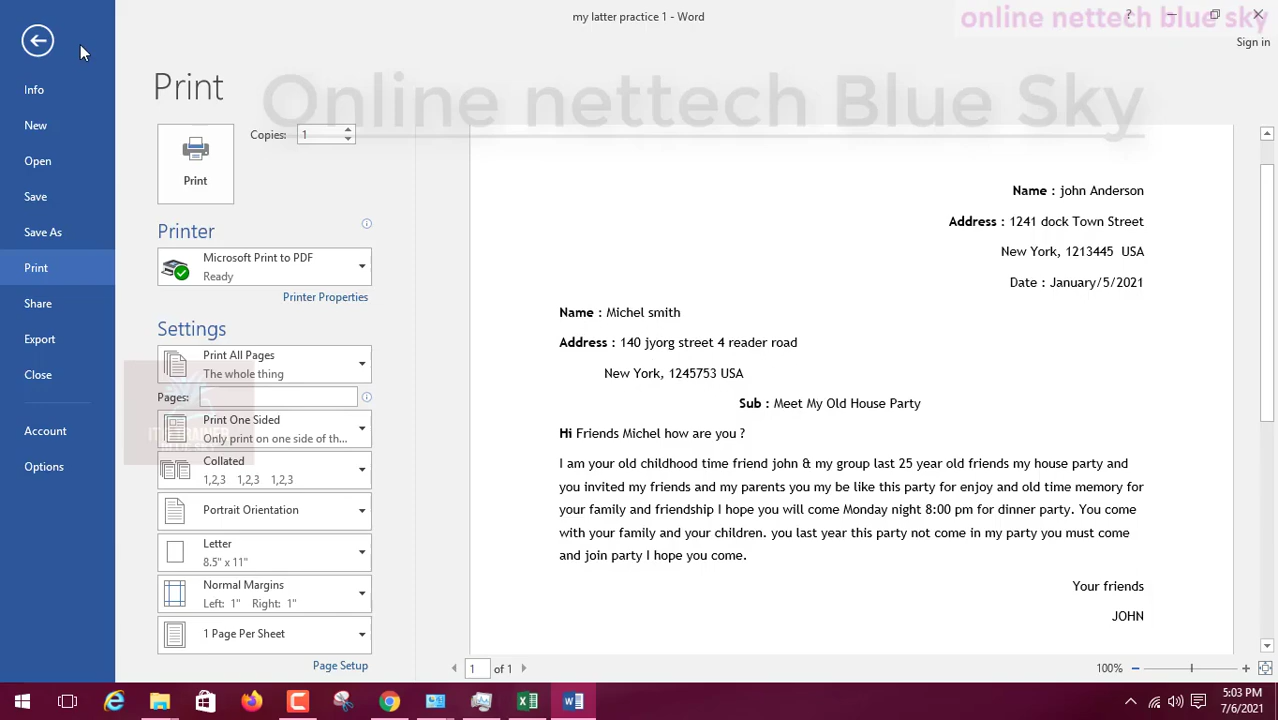 my latter practice 1 - Word
online nettech blue sky
Sign in
Info
New
Open
Save
Save As
Print
Share
Export
Close
Account
Options
Print
Online nettech Blue Sky
Print
Copies: 1
Printer
Microsoft Print to PDF
Ready
Printer Properties
Settings
Print All Pages
The whole thing
Pages:
Print One Sided
Only print on one side of th...
Collated
1,2,3 1,2,3 1,2,3
Portrait Orientation
Letter
8.5" x 11"
Normal Margins
Left: 1" Right: 1"
1 Page Per Sheet
Page Setup
Name : john Anderson
Address : 1241 dock Town Street
New York, 1213445 USA
Date : January/5/2021
Name : Michel smith
Address : 140 jyorg street 4 reader road
New York, 1245753 USA
Sub : Meet My Old House Party
Hi Friends Michel how are you ?
I am your old childhood time friend john & my group last 25 year old friends my house party and
you invited my friends and my parents you my be like this party for enjoy and old time memory for
your family and friendship I hope you will come Monday night 8:00 pm for dinner party. You come
with your family and your children. you last year this party not come in my party you must come
and join party I hope you come.
Your friends
JOHN
1 of 1
100%
5:03 PM
7/6/2021